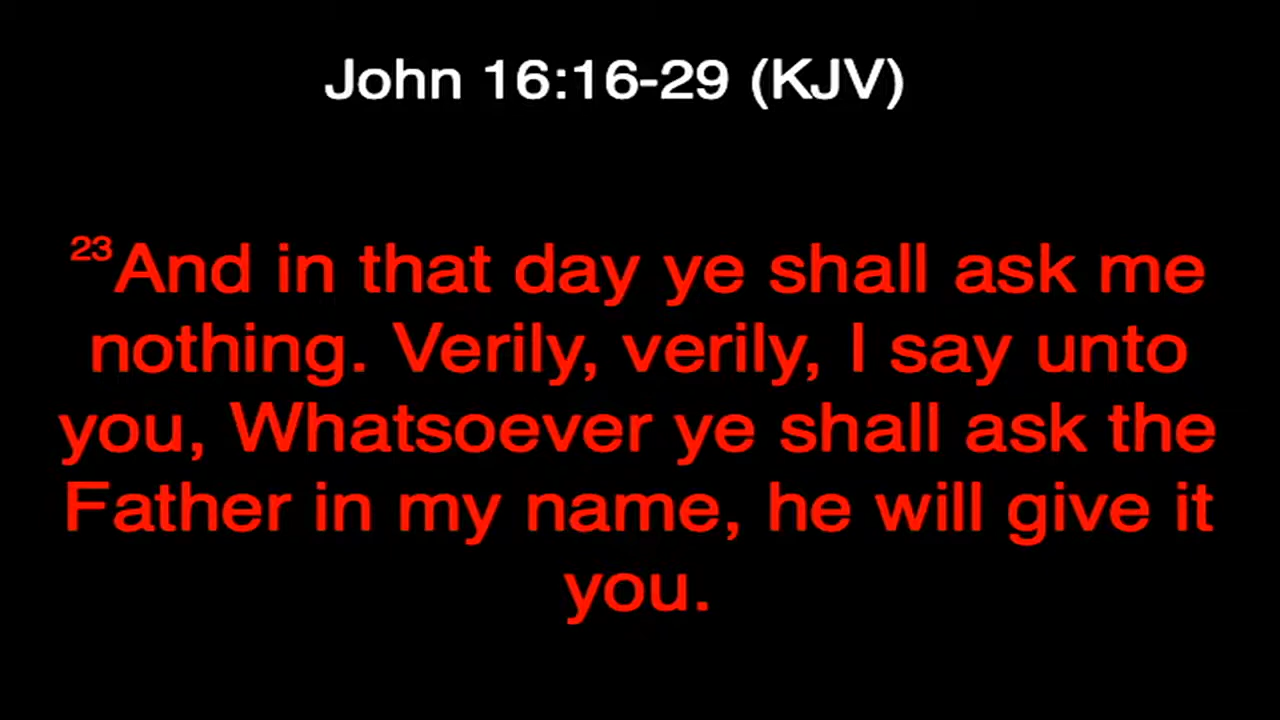 John 16:16-29 (KJV)
23And in that day ye shall ask me
nothing. Verily, verily, I say unto
you, Whatsoever ye shall ask the
Father in my name, he will give it
you.